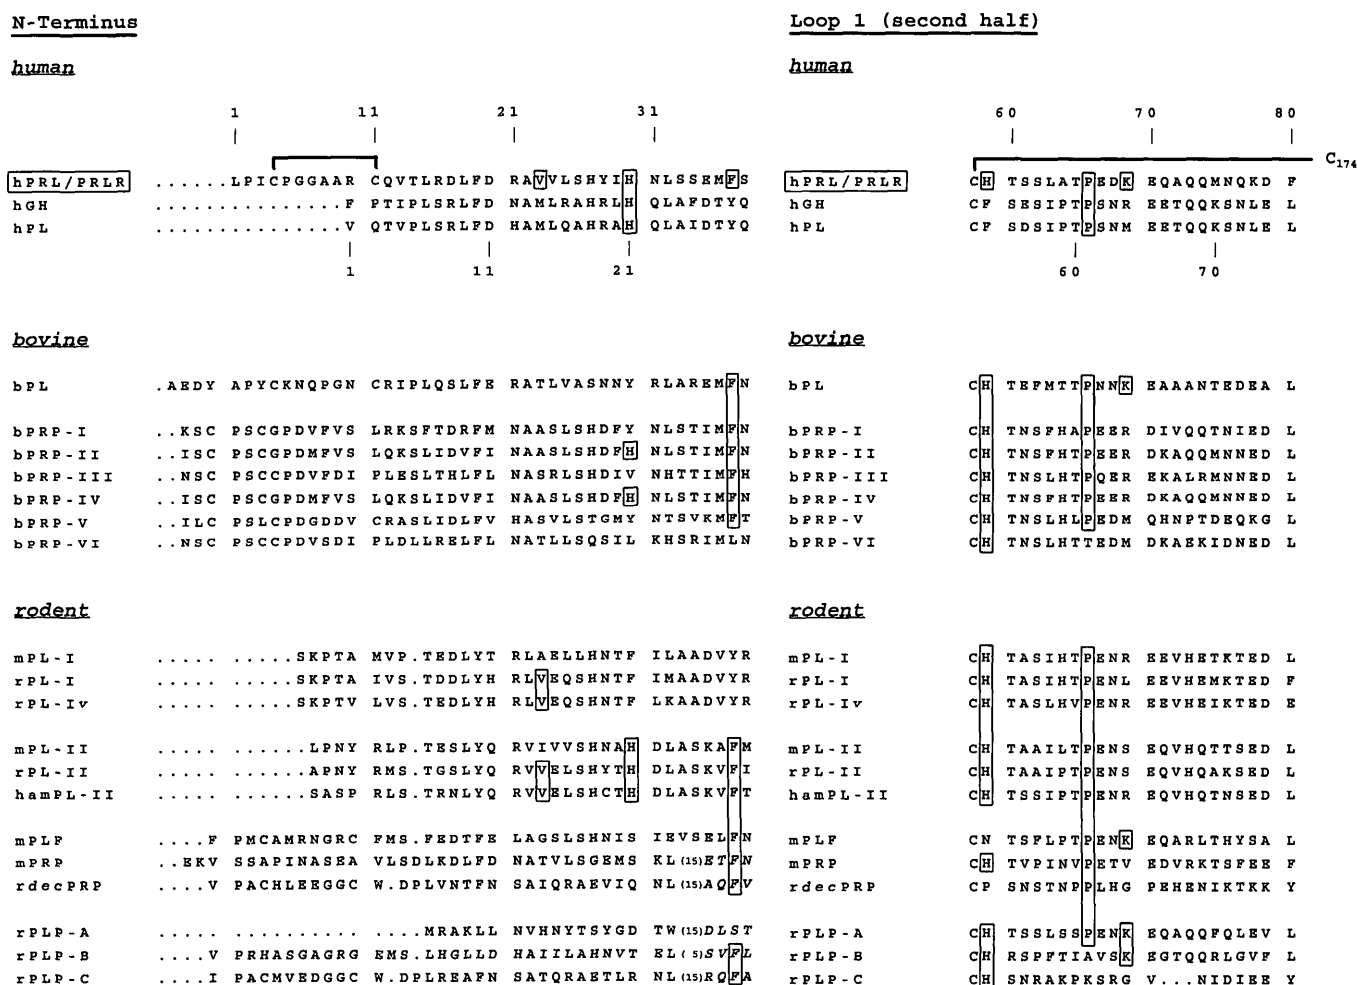 N-Terminus Loop 1 (second half)
human human
1 11 21 31 60 70 80
C174
hPRL/PRLR ......LPICPGGAAR CQVTLRDLFD RAVVLSHYIH NLSSEMFS hPRL/PRLR CH TSSLATPEDK EQAQQMNQKD F
hGH ..............F PTIPLSRLFD NAMLRAHRLH QLAFDTYQ hGH CF SESIPTPSNR EETQQKSNLE L
hPL ..............V QTVPLSRLFD HAMLQAHRAH QLAIDTYQ hPL CF SDSIPTPSNM EETQQKSNLE L
1 11 21 60 70
bovine bovine
bPL .AEDY APYCKNQPGN CRIPLQSLFE RATLVASNNY RLAREMFN bPL CH TEFMTTPNNK EAAANTEDEA L
bPRP-I ..KSC PSCGPDVFVS LRKSFTDRFM NAASLSHDFY NLSTIMFN bPRP-I CH TNSFHAPEER DIVQQTNIED L
bPRP-II ..ISC PSCGPDMFVS LQKSLIDVFI NAASLSHDFH NLSTIMFN bPRP-II CH TNSFHTPEER DKAQQMNNED L
bPRP-III ..NSC PSCCPDVFDI PLESLTHLFL NASRLSHDIV NHTTIMFH bPRP-III CH TNSLHTPQER EKALRMNNED L
bPRP-IV ..ISC PSCGPDMFVS LQKSLIDVFI NAASLSHDFH NLSTIMFN bPRP-IV CH TNSFHTPEER DKAQQMNNED L
bPRP-V .ILC PSLCPDGDDV CRASLIDLFV HASVLSTGMY NTSVKMFT bPRP-V CH TNSLHLPEDM QHNPTDEQKG L
bPRP-VI ..NSC PSCCPDVSDI PLDLLRELFL NATLLSQSIL KHSRIMLN bPRP-VI CH TNSLHTTEDM DKAEKIDNED L
rodent rodent
mPL-I ..... .....SKPTA MVP.TEDLYT RLAELLHNTF ILAADVYR mPL-I CH TASIHTPENR EEVHETKTED L
rPL-I ..... .....SKPTA IVS.TDDLYH RLVEQSHNTF IMAADVYR rPL-I CH TASIHTPENL EEVHEMKTED F
rPL-Iv ..... .....SKPTV LVS.TEDLYH RLVEQSHNTF LKAADVYR rPL-Iv CH TASLHVPENR EEVHEIKTED E
mPL-II ..... ......LPNY RLP.TESLYQ RVIVVSHNAH DLASKAFM mPL-II CH TAAILTPENS EQVHQTTSED L
rPL-II ..... ......APNY RMS.TGSLYQ RVVELSHYTH DLASKVFI rPL-II CH TAAIPTPENS EQVHQAKSED L
hamPL-II ..... ......SASP RLS.TRNLYQ RVVELSHCTH DLASKVFT hamPL-II CH TSSIPTPENR EQVHQTNSED L
mPLF ....F PMCAMRNGRC FMS.FEDTFE LAGSLSHNIS IEVSELFN mPLF CN TSFLPTPENK EQARLTHYSA L
mPRP ..EKV SSAPINASEA VLSDLKDLFD NATVLSGEMS KL(15)ETFN mPRP CH TVPINVPETV EDVRKTSFEE F
rdecPRP ....V PACHLEEGGC W.DPLVNTFN SAIQRAEVIQ NL(15)AQFV rdecPRP CP SNSTNPPLHG PEHENIKTKK Y
rPLP-A ..... .......... ....MRAKLL NVHNYTSYGD TW(15)DLST rPLP-A CH TSSLSSPENK EQAQQFQLEV L
rPLP-B ....V PRHASGAGRG EMS.LHGLLD HAIILAHNVT EL(5)SVFL rPLP-B CH RSPFTIAVSK EGTQQRLGVF L
rPLP-C ....I PACMVEDGGC W.DPLREAFN SATQRAETLR NL(15)RQFA rPLP-C CH SNRAKPKSRG V...NIDIEE Y